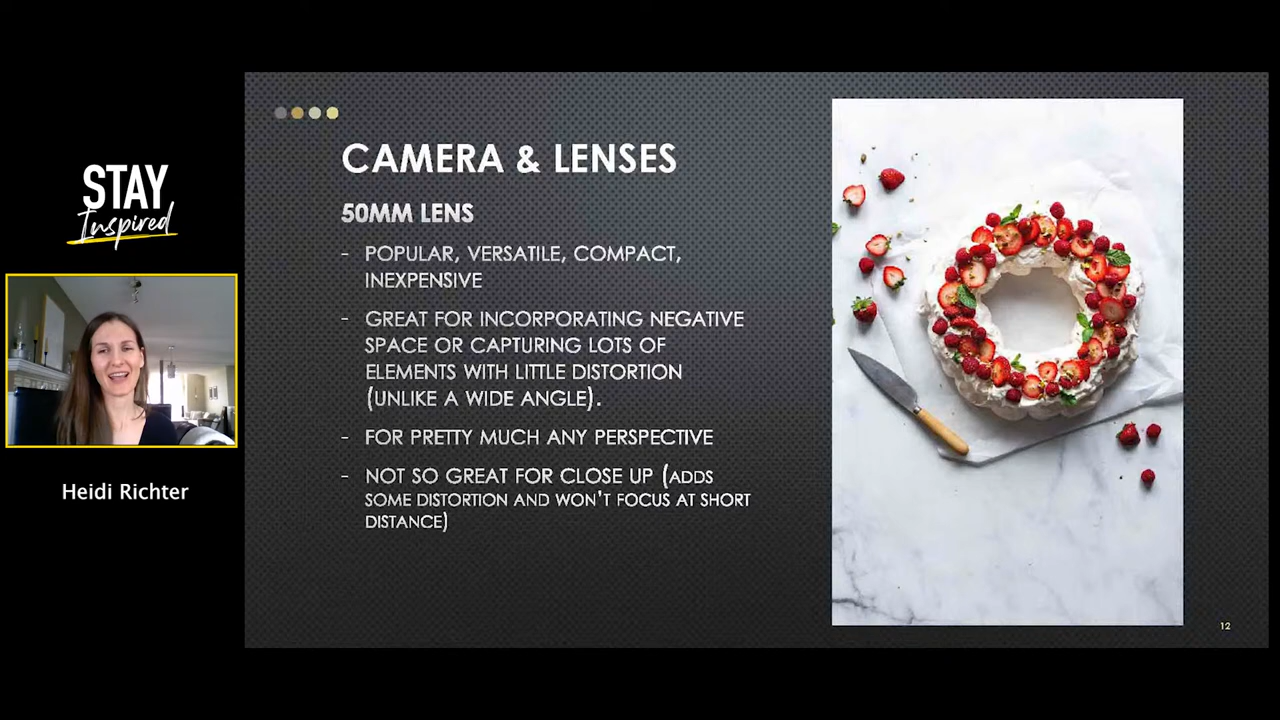 STAY
Inspired
Heidi Richter
CAMERA & LENSES
50MM LENS
- POPULAR, VERSATILE, COMPACT,
INEXPENSIVE
- GREAT FOR INCORPORATING NEGATIVE
SPACE OR CAPTURING LOTS OF
ELEMENTS WITH LITTLE DISTORTION
(UNLIKE A WIDE ANGLE).
- FOR PRETTY MUCH ANY PERSPECTIVE
- NOT SO GREAT FOR CLOSE UP (ADDS
SOME DISTORTION AND WON'T FOCUS AT SHORT
DISTANCE)
12